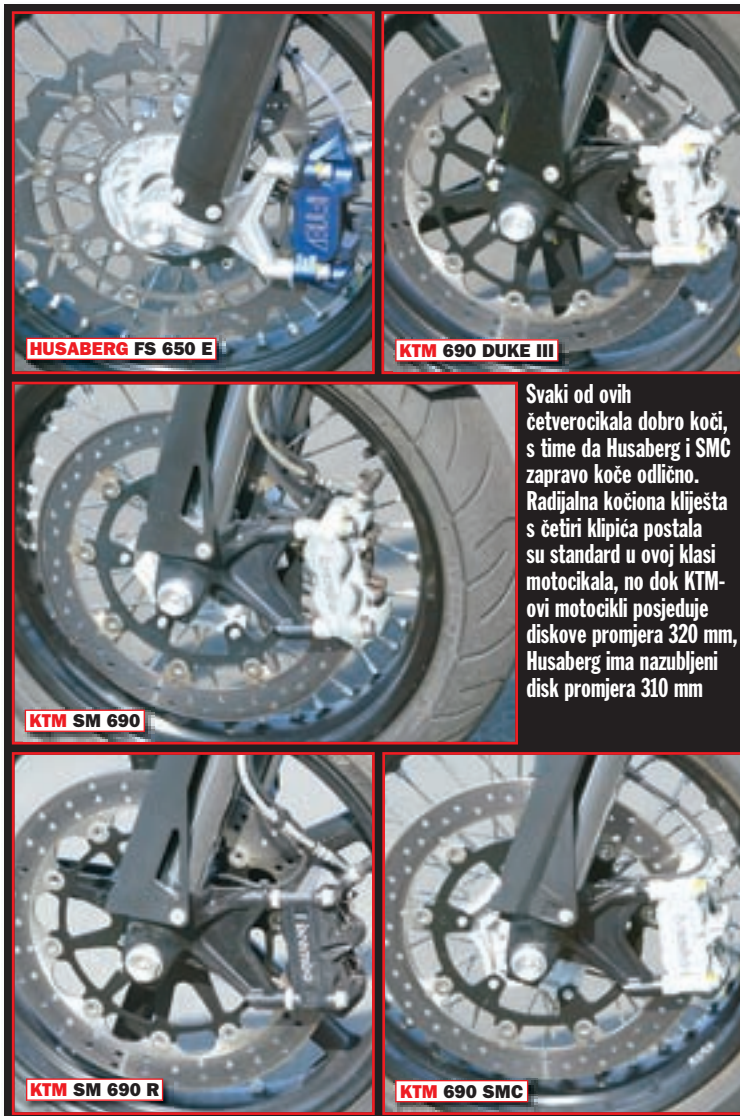 HUSABERG FS 650 E
KTM 690 DUKE III
Svaki od ovih
četverocikala dobro koči,
s time da Husaberg i SMC
zapravo koče odlično.
Radijalna kočiona kliješta
s četiri klipića postala
su standard u ovoj klasi
motocikala, no dok KTM-
ovi motocikli posjeduje
diskove promjera 320 mm,
Husaberg ima nazubljeni
disk promjera 310 mm
KTM SM 690
brembo
KTM SM 690 R
KTM 690 SMC